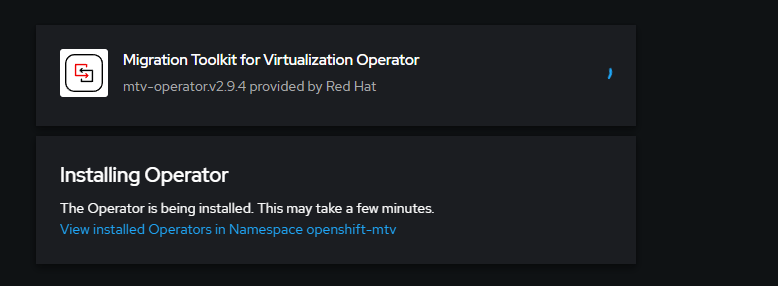 Migration Toolkit for Virtualization Operator
mtv-operator.v2.9.4 provided by Red Hat
Installing Operator
The Operator is being installed. This may take a few minutes.
View installed Operators in Namespace openshift-mtv